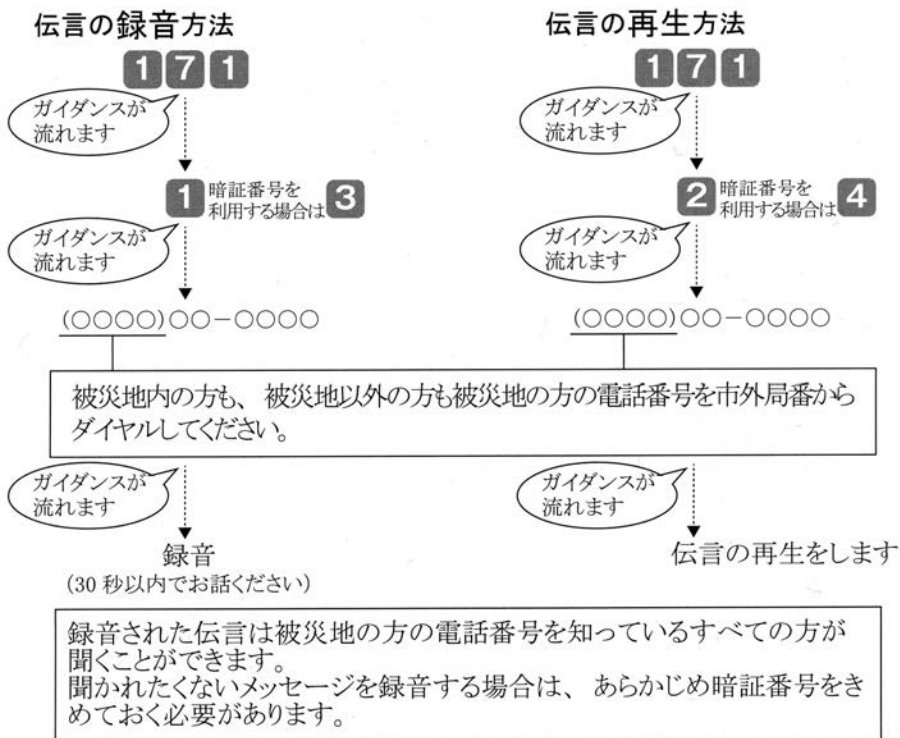 伝言の録音方法
171
ガイダンスが
流れます
1 暗証番号を
利用する場合は 3
ガイダンスが
流れます
(○○○○)○○－○○○○
伝言の再生方法
171
ガイダンスが
流れます
2 暗証番号を
利用する場合は 4
ガイダンスが
流れます
(○○○○)○○－○○○○
被災地内の方も、被災地以外の方も被災地の方の電話番号を市外局番から
ダイヤルしてください。
ガイダンスが
流れます
録音
(30 秒以内でお話ください)
ガイダンスが
流れます
伝言の再生をします
録音された伝言は被災地の方の電話番号を知っているすべての方が
聞くことができます。
聞かれたくないメッセージを録音する場合は、あらかじめ暗証番号をき
めておく必要があります。